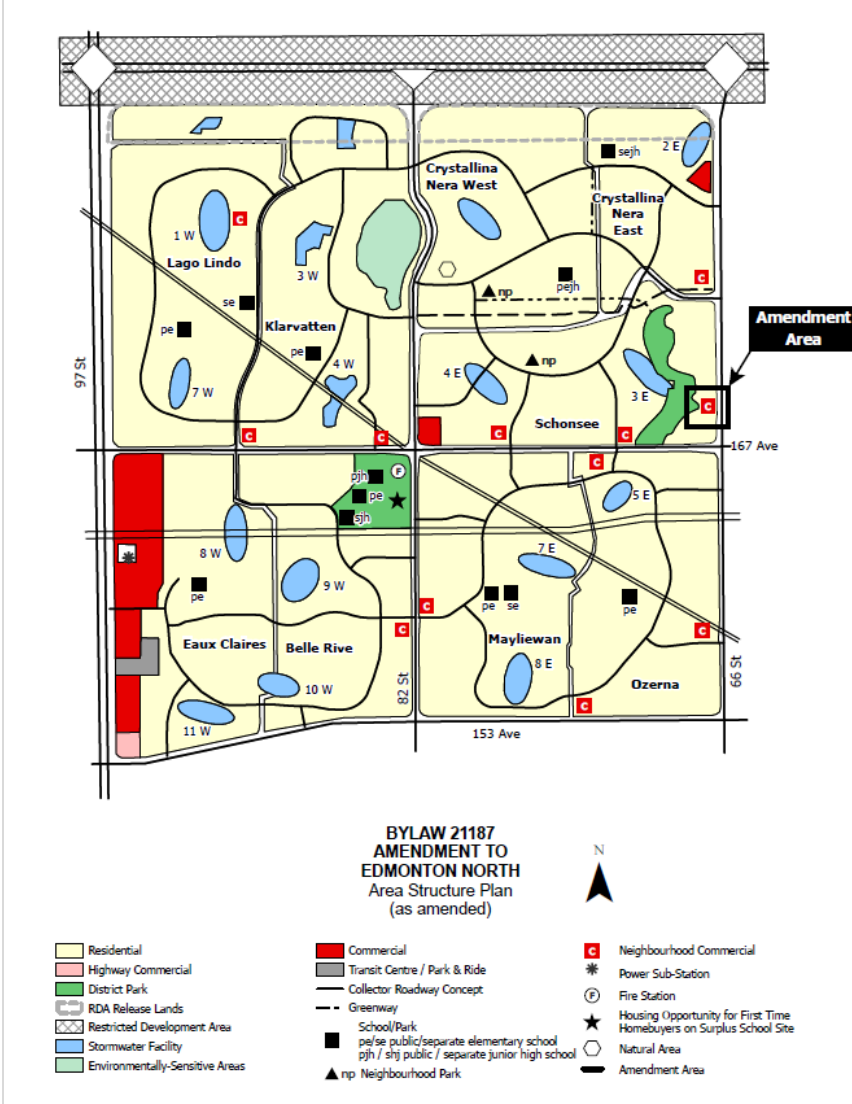 sejh
2 E
Crystallina
Nera West
Crystallina
Nera
East
C
1 W
Lago Lindo
3 W
C
se
np
pejh
pe
Klarvatten
pe
Amendment
Area
97 St
4 W
7 W
4 E
np
3 E
C
Schonsee
C
C
C
C
167 Ave
C
pjh
F
pe
sjh
5 E
8 W
7 E
9 W
pe
pe
se
pe
C
C
C
Eaux Claires
Belle Rive
Mayliewan
8 E
Ozerna
66 St
82 St
10 W
C
11 W
153 Ave
BYLAW 21187
AMENDMENT TO
EDMONTON NORTH
Area Structure Plan
(as amended)
N
Residential
Highway Commercial
District Park
RDA Release Lands
Restricted Development Area
Stormwater Facility
Environmentally-Sensitive Areas
Commercial
Transit Centre / Park & Ride
Collector Roadway Concept
Greenway
School/Park
pe/se public/separate elementary school
pjh / shj public / separate junior high school
np Neighbourhood Park
C Neighbourhood Commercial
Power Sub-Station
F Fire Station
Housing Opportunity for First Time
Homebuyers on Surplus School Site
Natural Area
Amendment Area